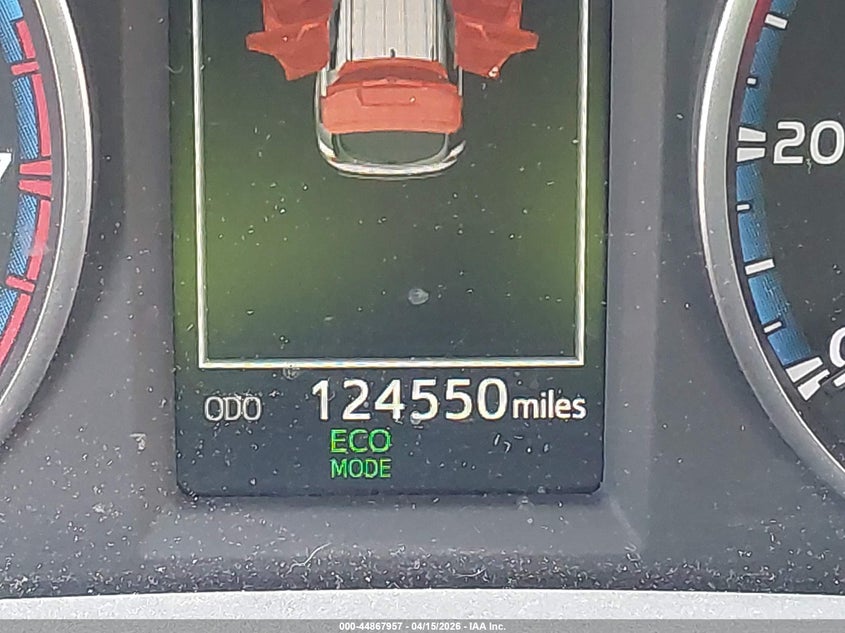 20
ODO 124550 miles
ECO
MODE
000-44867957 - 04/15/2026 - IAA Inc.